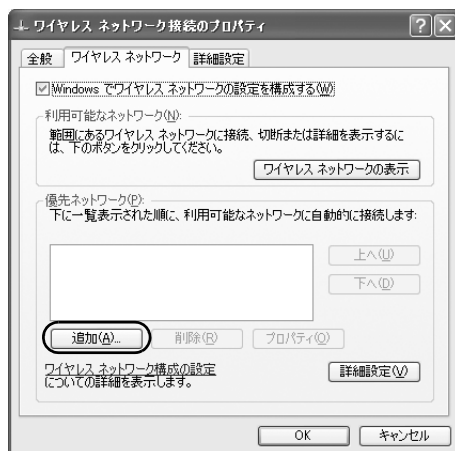 ワイヤレス ネットワーク接続のプロパティ
全般
ワイヤレス ネットワーク
詳細設定
Windows でワイヤレス ネットワークの設定を構成する(W)
利用可能なネットワーク(N):
範囲にあるワイヤレス ネットワークに接続、切断または詳細を表示するに
は、下のボタンをクリックしてください。
ワイヤレス ネットワークの表示
優先ネットワーク(P):
下に一覧表示された順に、利用可能なネットワークに自動的に接続します:
上へ(U)
下へ(D)
追加(A)...
削除(R)
プロパティ(O)
ワイヤレス ネットワーク構成の設定
についての詳細を表示します。
詳細設定(V)
OK
キャンセル